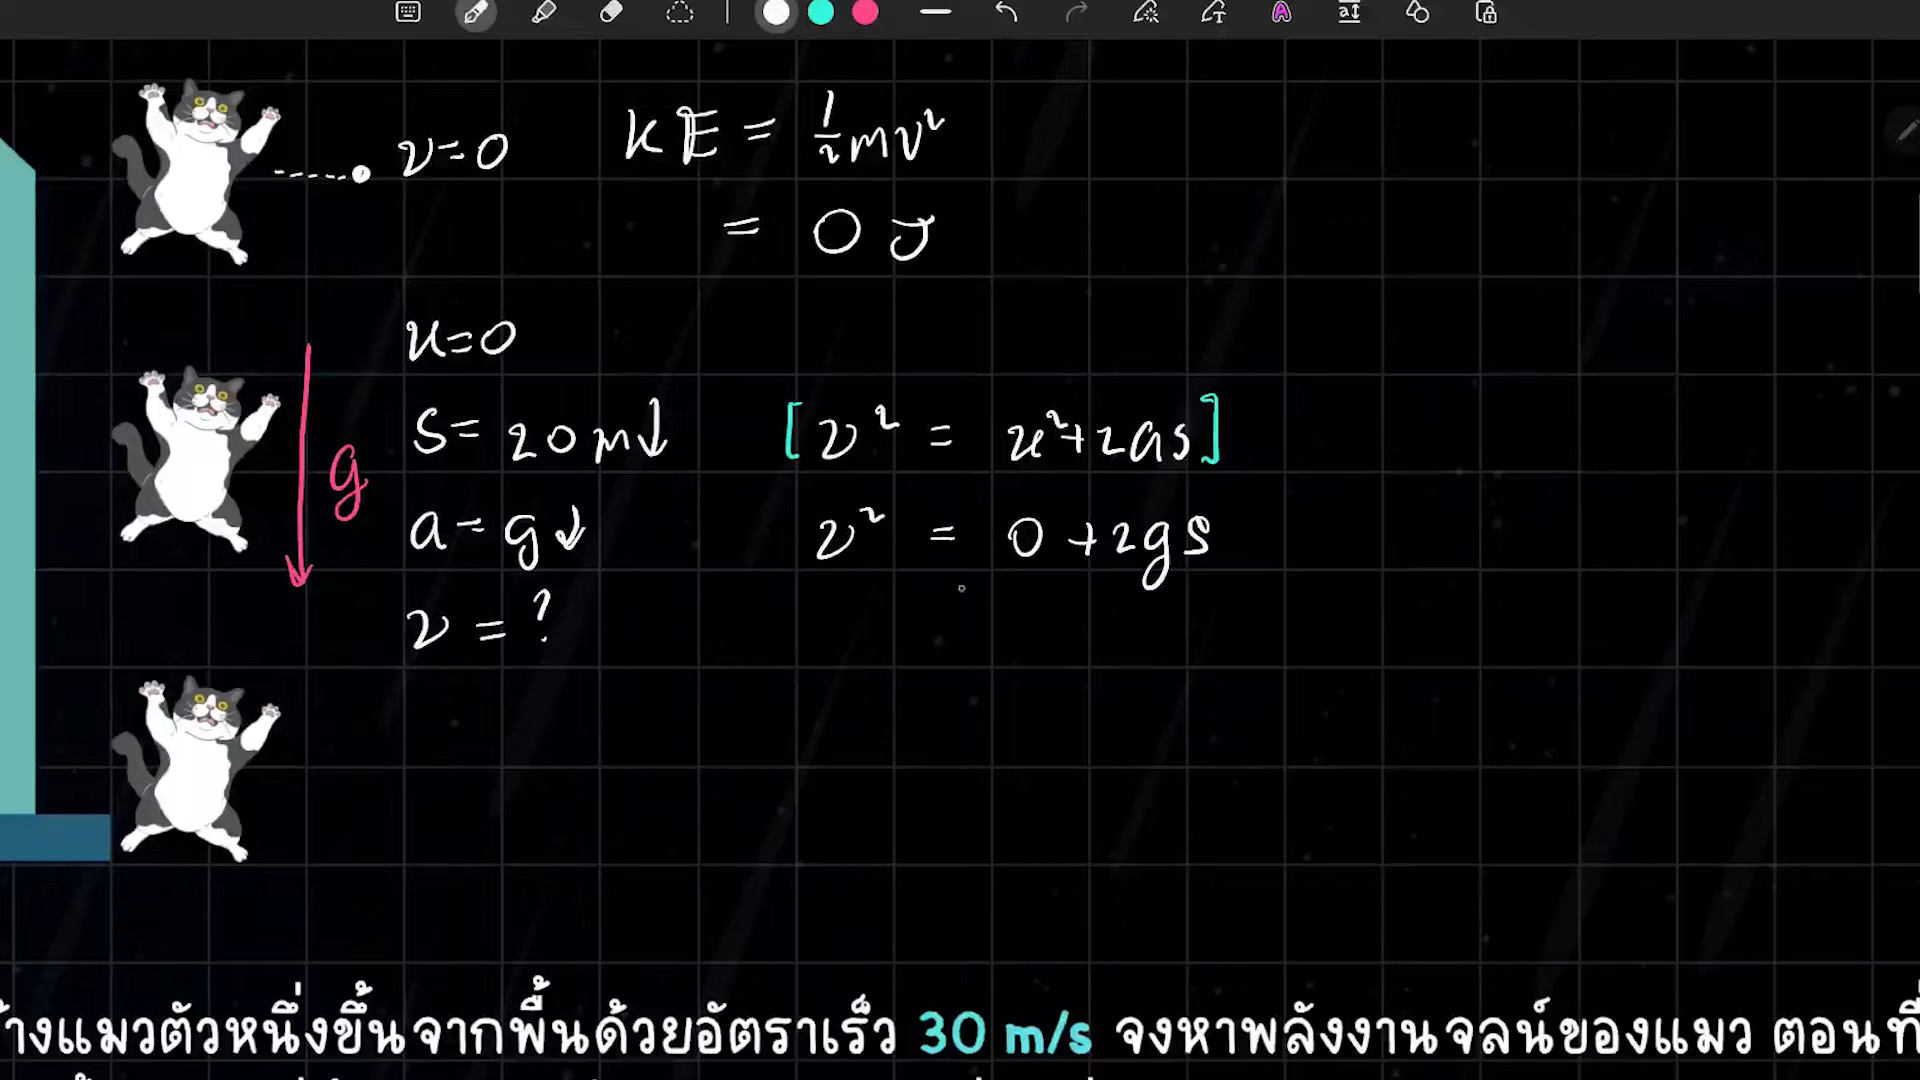 v=0
KE = ½mv²
= 0 J
u=0
s= 20 m↓
[v² = u²+2as]
g
a = g↓
v² = 0 +2gs
v = ?
้างแมวตัวหนึ่งขึ้นจากพื้นด้วยอัตราเร็ว 30 m/s จงหาพลังงานจลน์ของแมว ตอนที่